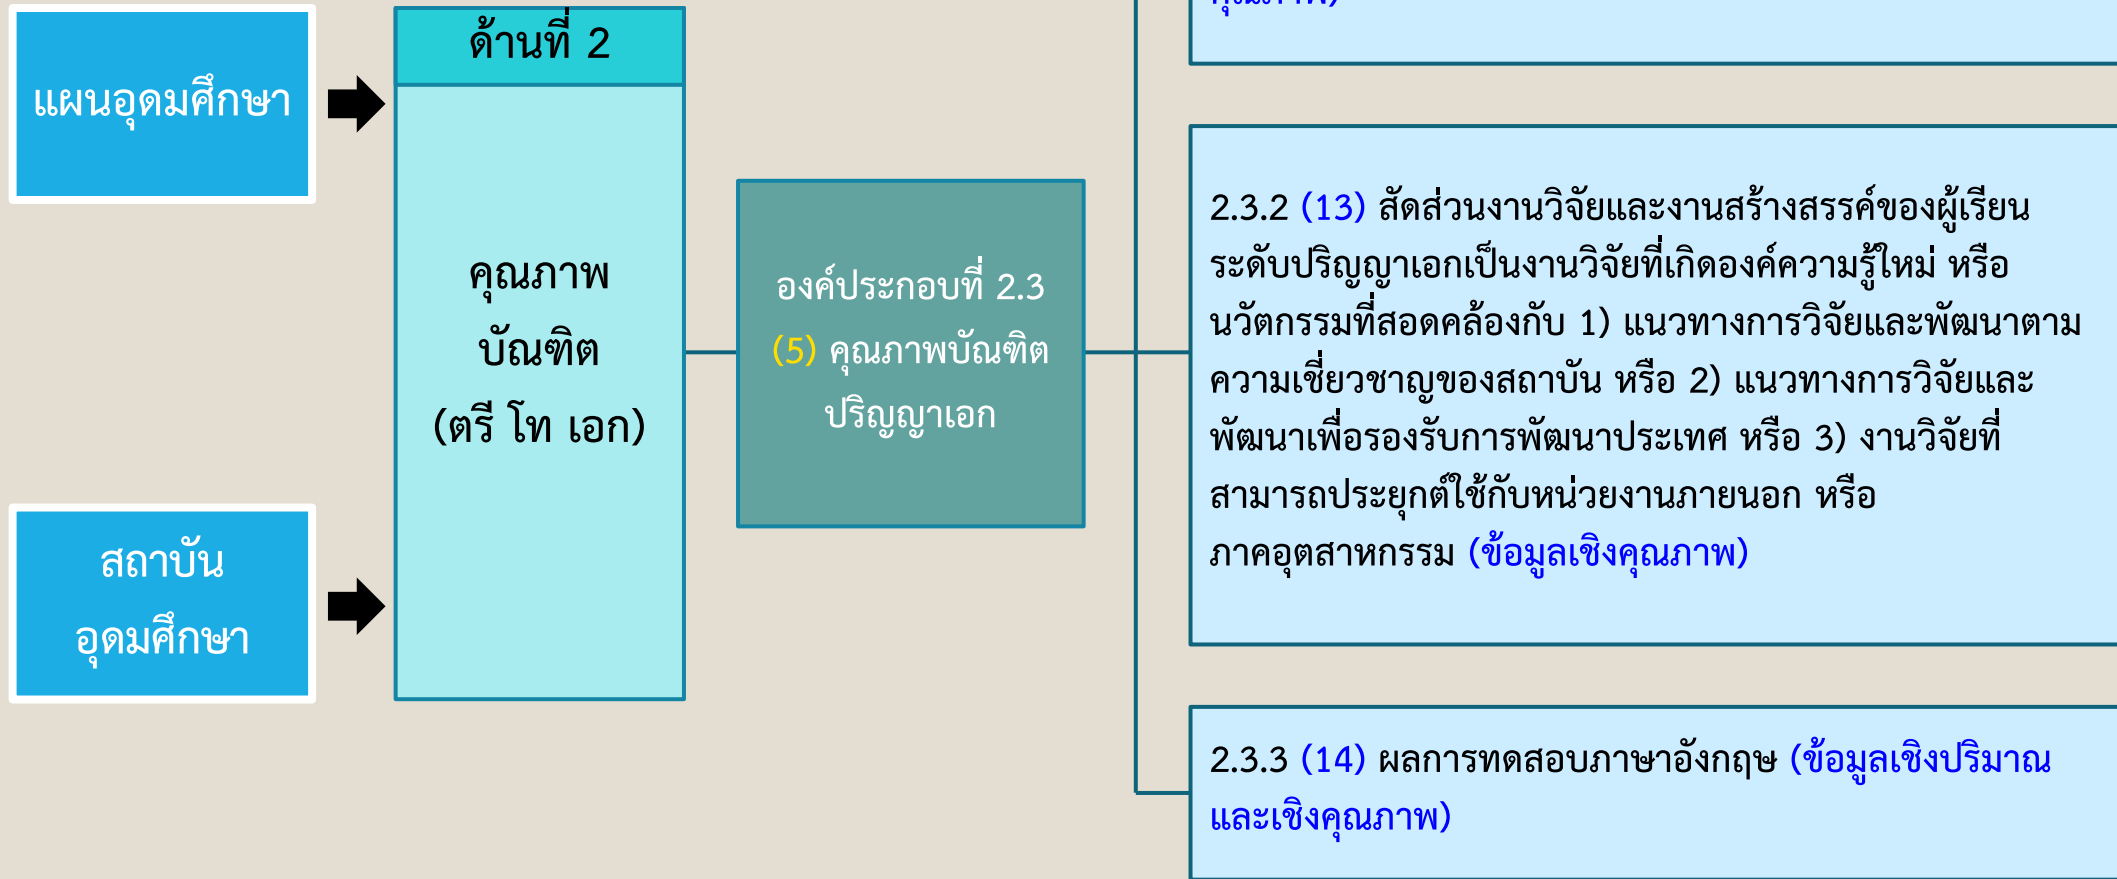 แผนอุดมศึกษา
สถาบัน
อุดมศึกษา
ด้านที่ 2
คุณภาพ
บัณฑิต
(ตรี โท เอก)
องค์ประกอบที่ 2.3
(5) คุณภาพบัณฑิต
ปริญญาเอก
คุณภาพ)
2.3.2 (13) สัดส่วนงานวิจัยและงานสร้างสรรค์ของผู้เรียน
ระดับปริญญาเอกเป็นงานวิจัยที่เกิดองค์ความรู้ใหม่ หรือ
นวัตกรรมที่สอดคล้องกับ 1) แนวทางการวิจัยและพัฒนาตาม
ความเชี่ยวชาญของสถาบัน หรือ 2) แนวทางการวิจัยและ
พัฒนาเพื่อรองรับการพัฒนาประเทศ หรือ 3) งานวิจัยที่
สามารถประยุกต์ใช้กับหน่วยงานภายนอก หรือ
ภาคอุตสาหกรรม (ข้อมูลเชิงคุณภาพ)
2.3.3 (14) ผลการทดสอบภาษาอังกฤษ (ข้อมูลเชิงปริมาณ
และเชิงคุณภาพ)